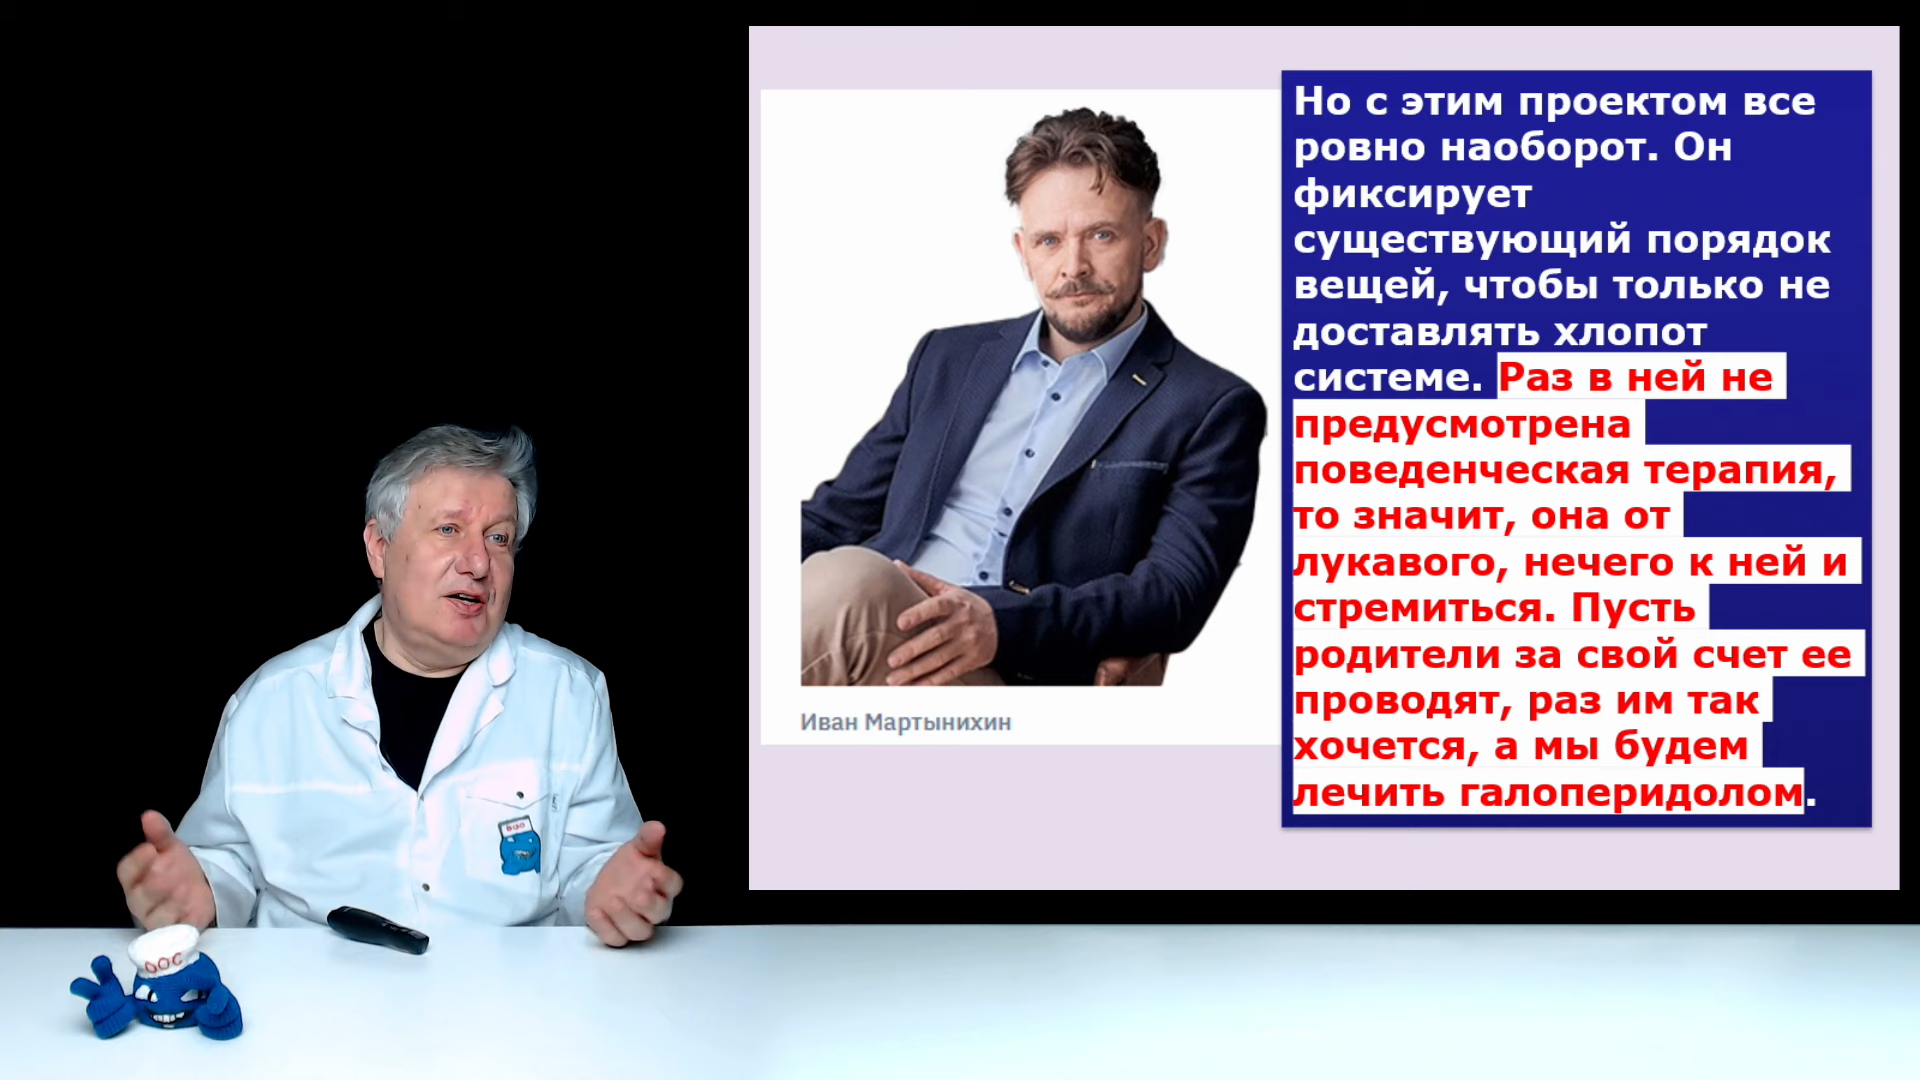 Но с этим проектом все
ровно наоборот. Он
фиксирует
существующий порядок
вещей, чтобы только не
доставлять хлопот
системе. Раз в ней не
предусмотрена
поведенческая терапия,
то значит, она от
лукавого, нечего к ней и
стремиться. Пусть
родители за свой счет ее
проводят, раз им так
хочется, а мы будем
лечить галоперидолом.
Иван Мартынихин
DOC